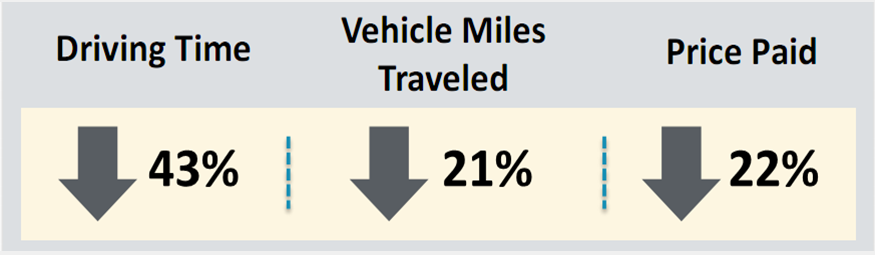 Driving Time
Vehicle Miles
Traveled
Price Paid
43%
21%
22%